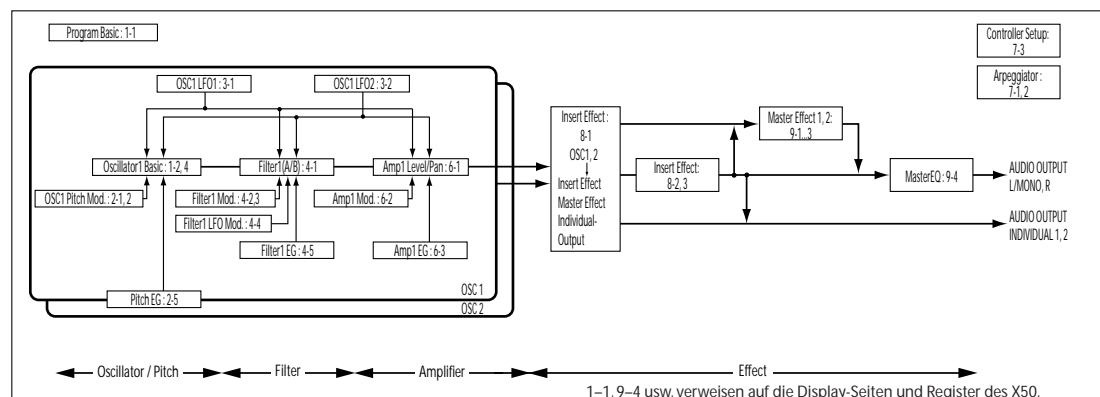 Program Basic : 1-1
Controller Setup:
7-3
Arpeggiator :
7-1, 2
OSC1 LFO1 : 3-1
OSC1 LFO2 : 3-2
Oscillator1 Basic : 1-2, 4
Filter1(A/B) : 4-1
Amp1 Level/Pan : 6-1
OSC1 Pitch Mod. : 2-1, 2
Filter1 Mod. : 4-2,3
Amp1 Mod. : 6-2
Filter1 LFO Mod. : 4-4
Filter1 EG : 4-5
Amp1 EG : 6-3
Pitch EG : 2-5
OSC 1
OSC 2
Insert Effect :
8-1
OSC1, 2
Insert Effect
Master Effect
Individual-
Output
Insert Effect:
8-2, 3
Master Effect 1, 2:
9-1...3
MasterEQ : 9-4
AUDIO OUTPUT
L/MONO, R
AUDIO OUTPUT
INDIVIDUAL 1, 2
Oscillator / Pitch
Filter
Amplifier
Effect
1–1, 9–4 usw. verweisen auf die Display-Seiten und Register des X50.